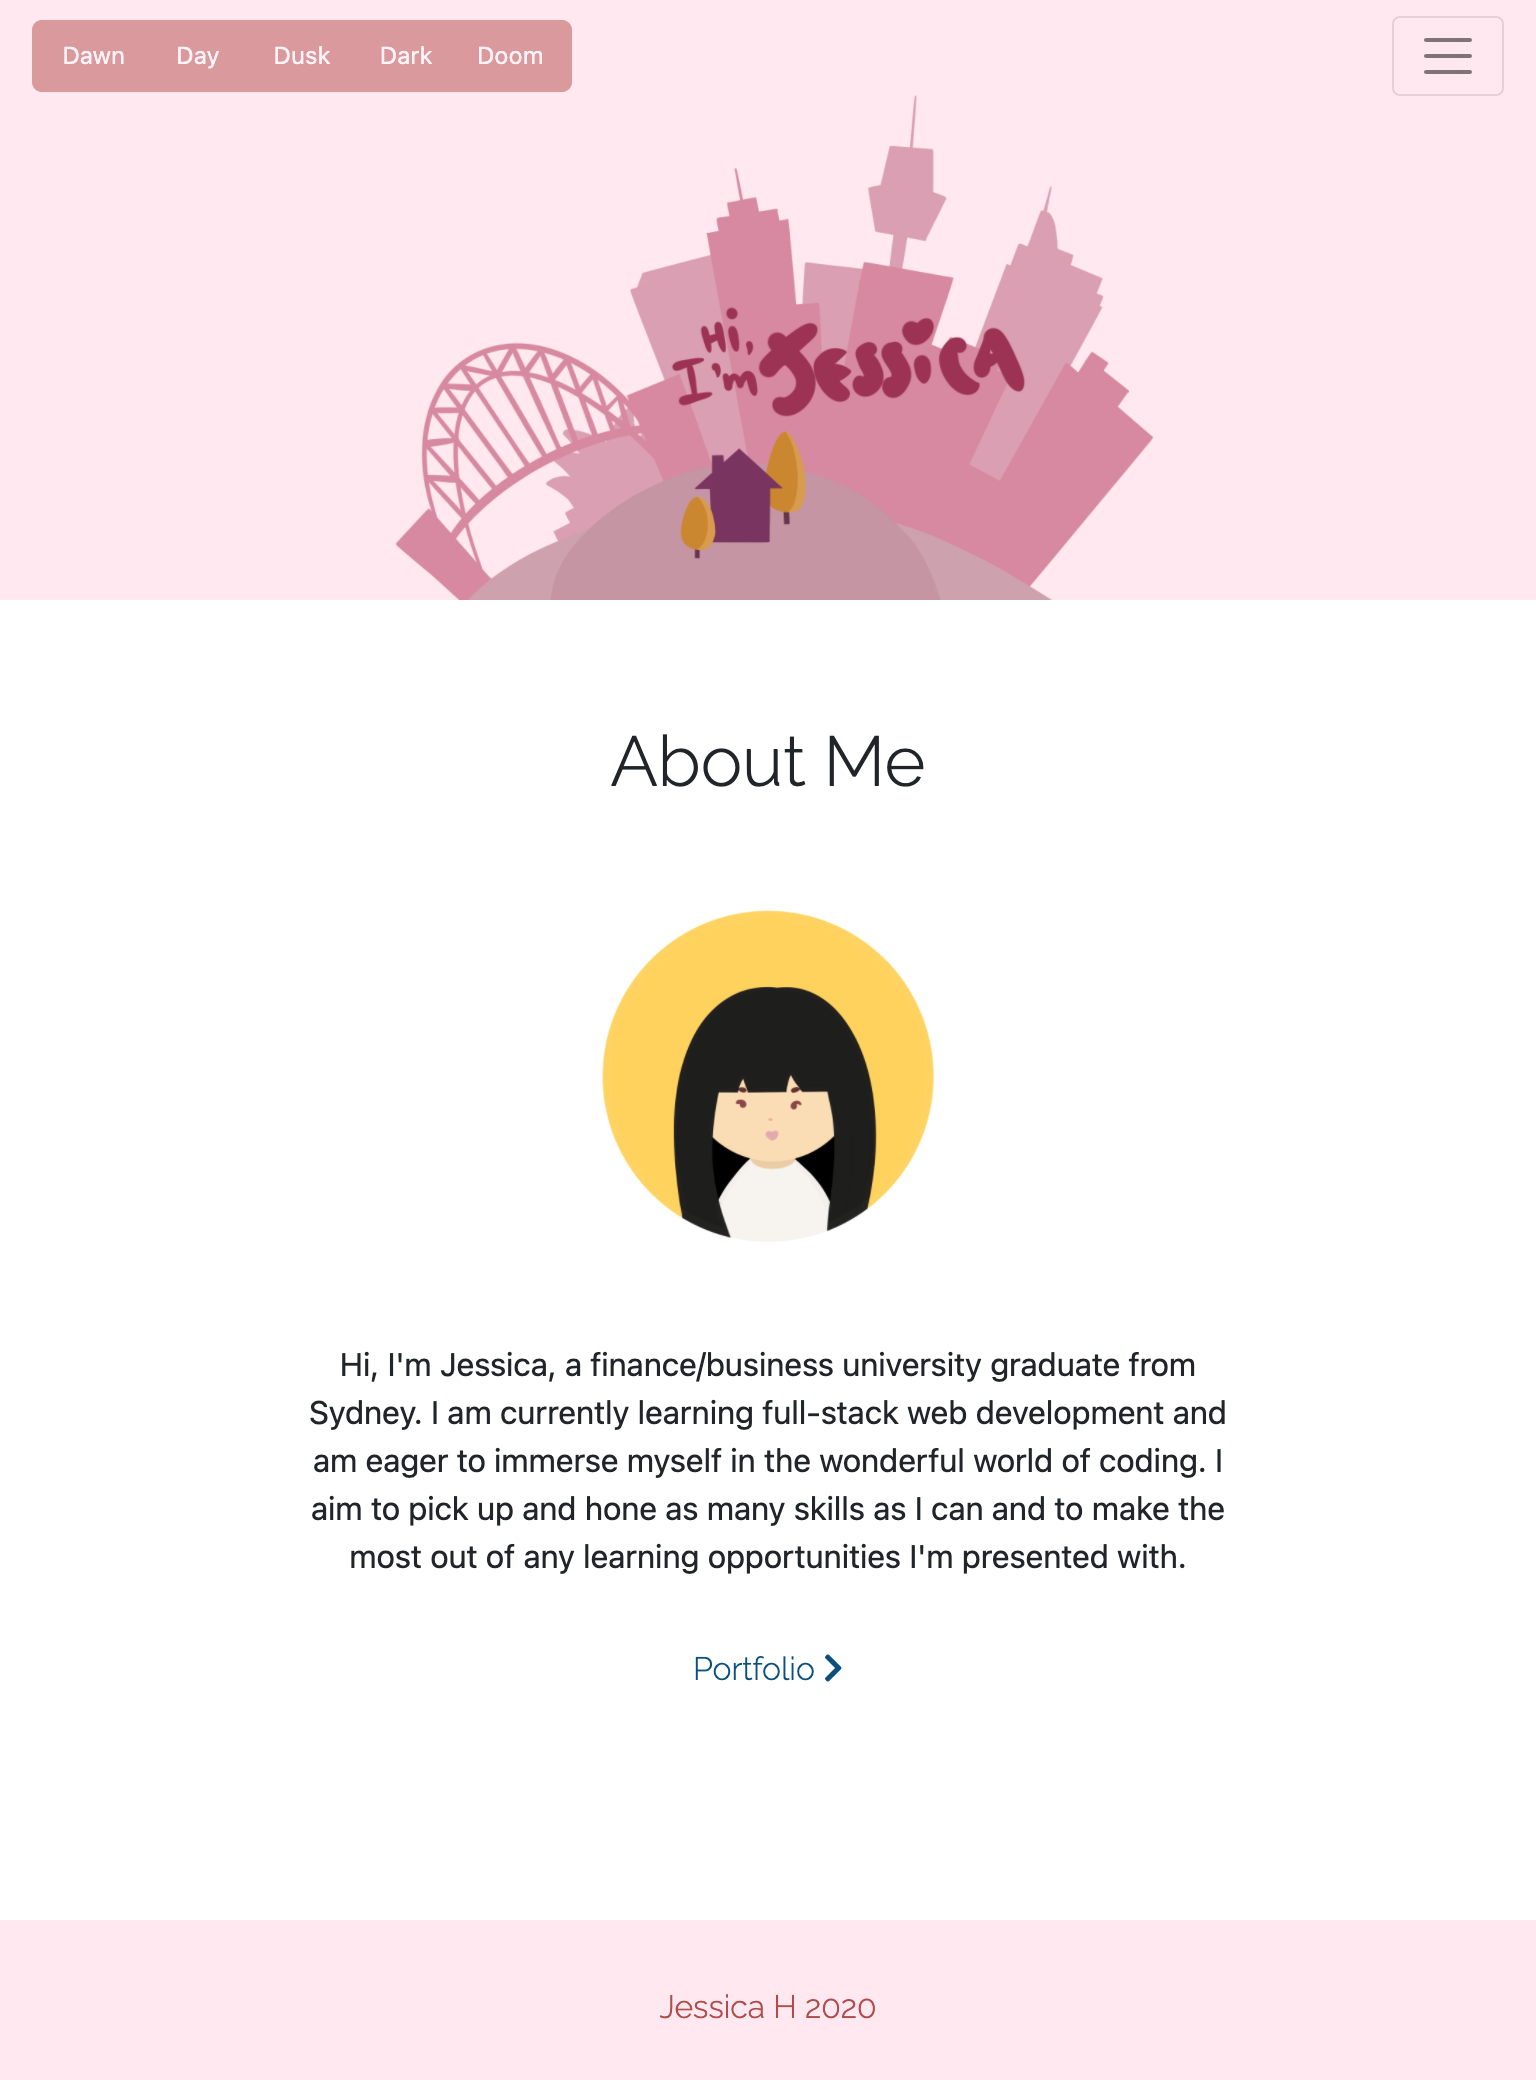 Dawn Day Dusk Dark Doom
Hi,
I'm JESSiCA
About Me
Hi, I'm Jessica, a finance/business university graduate from
Sydney. I am currently learning full-stack web development and
am eager to immerse myself in the wonderful world of coding. I
aim to pick up and hone as many skills as I can and to make the
most out of any learning opportunities I'm presented with.
Portfolio
Jessica H 2020